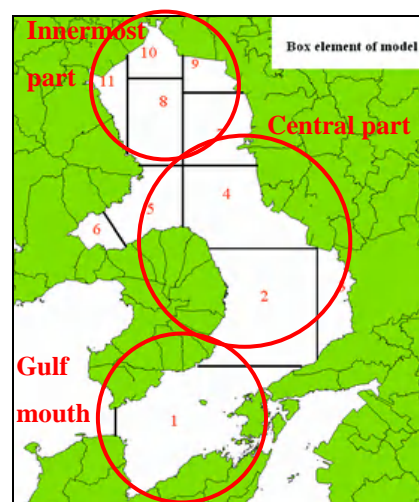 Innermost
part
Box element of model
10
9
11
8
7
Central part
4
5
6
3
2
Gulf
mouth
1